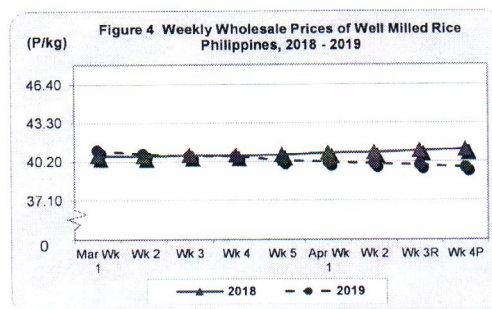 Figure 4 Weekly Wholesale Prices of Well Milled Rice
Philippines, 2018 - 2019
(P/kg)
46.40
43.30
40.20
37.10
0
Mar Wk 1 Wk 2 Wk 3 Wk 4 Wk 5 Apr Wk 1 Wk 2 Wk 3R Wk 4P
2018 2019